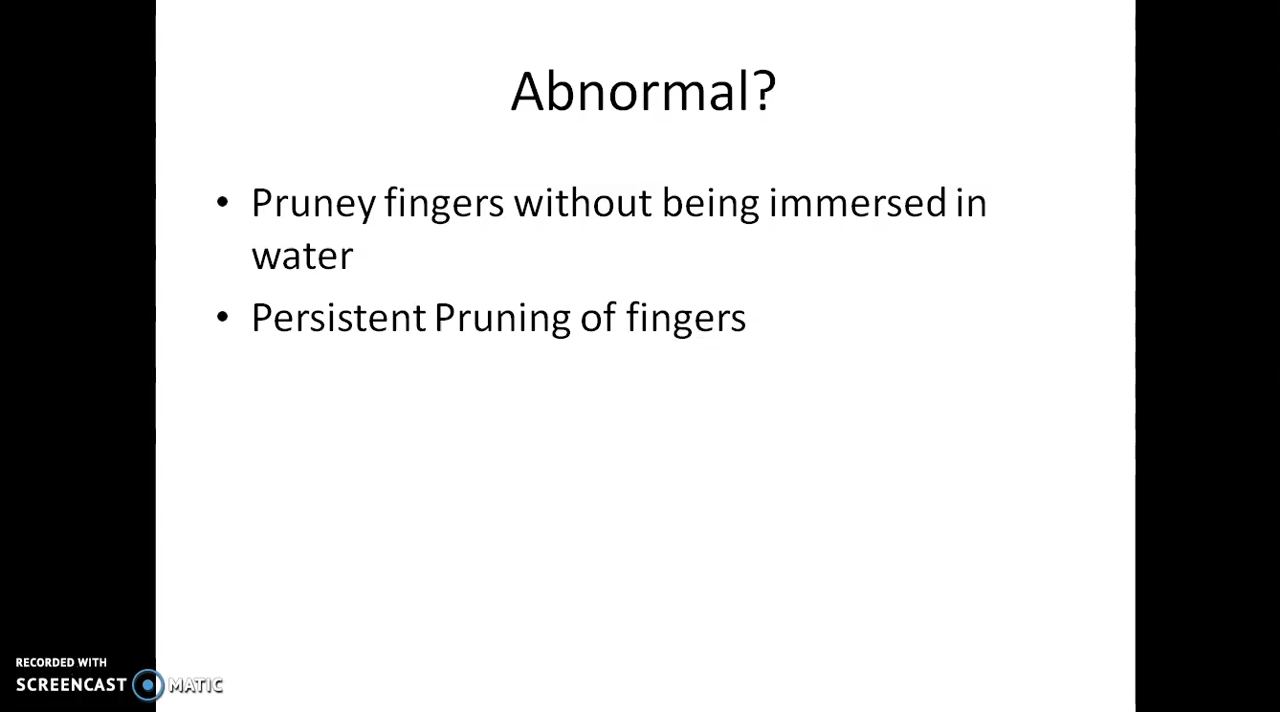 Abnormal?
• Pruney fingers without being immersed in
water
• Persistent Pruning of fingers
RECORDED WITH
SCREENCAST MATIC